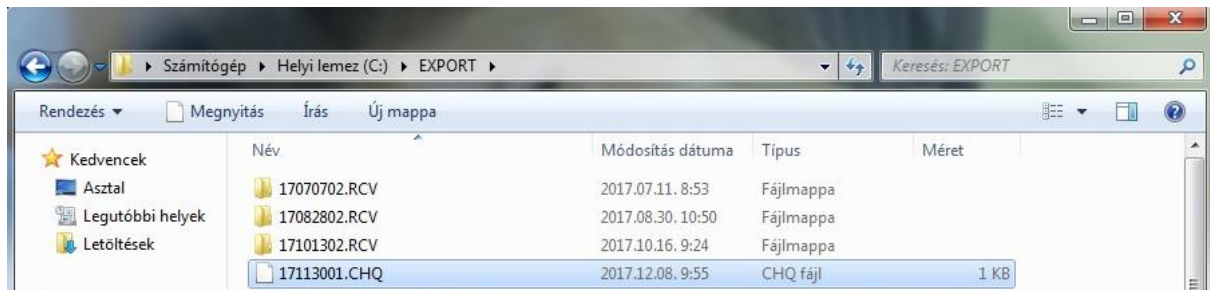 Számítógép ▸ Helyi lemez (C:) ▸ EXPORT ▸ Keresés: EXPORT
Rendezés Megnyitás Írás Új mappa
Név Módosítás dátuma Típus Méret
Kedvencek
Asztal
Legutóbbi helyek
Letöltések
17070702.RCV 2017.07.11. 8:53 Fájlmappa
17082802.RCV 2017.08.30. 10:50 Fájlmappa
17101302.RCV 2017.10.16. 9:24 Fájlmappa
17113001.CHQ 2017.12.08. 9:55 CHQ fájl 1 KB